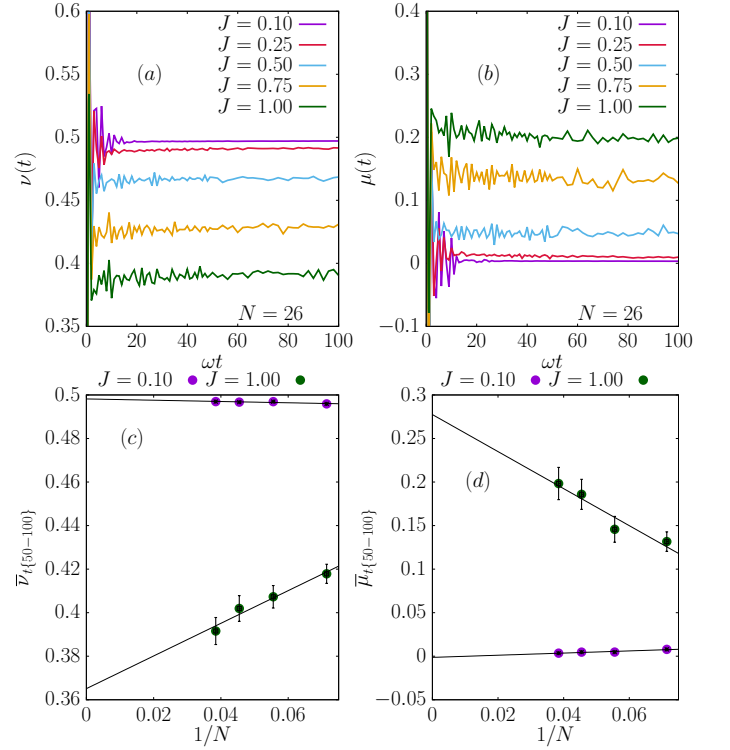 0.6
0.55
0.5
0.45
0.4
0.35
ν(t)
0 20 40 60 80 100
ωt
J = 0.10
J = 0.25
J = 0.50
J = 0.75
J = 1.00
(a)
N = 26
0.4
0.3
0.2
0.1
0
−0.1
μ(t)
0 20 40 60 80 100
ωt
J = 0.10
J = 0.25
J = 0.50
J = 0.75
J = 1.00
(b)
N = 26
J = 0.10 J = 1.00
0.5
0.48
0.46
0.44
0.42
0.4
0.38
0.36
ν̅t{50−100}
(c)
0 0.02 0.04 0.06
1/N
J = 0.10 J = 1.00
0.3
0.25
0.2
0.15
0.1
0.05
0
−0.05
μ̅t{50−100}
(d)
0 0.02 0.04 0.06
1/N